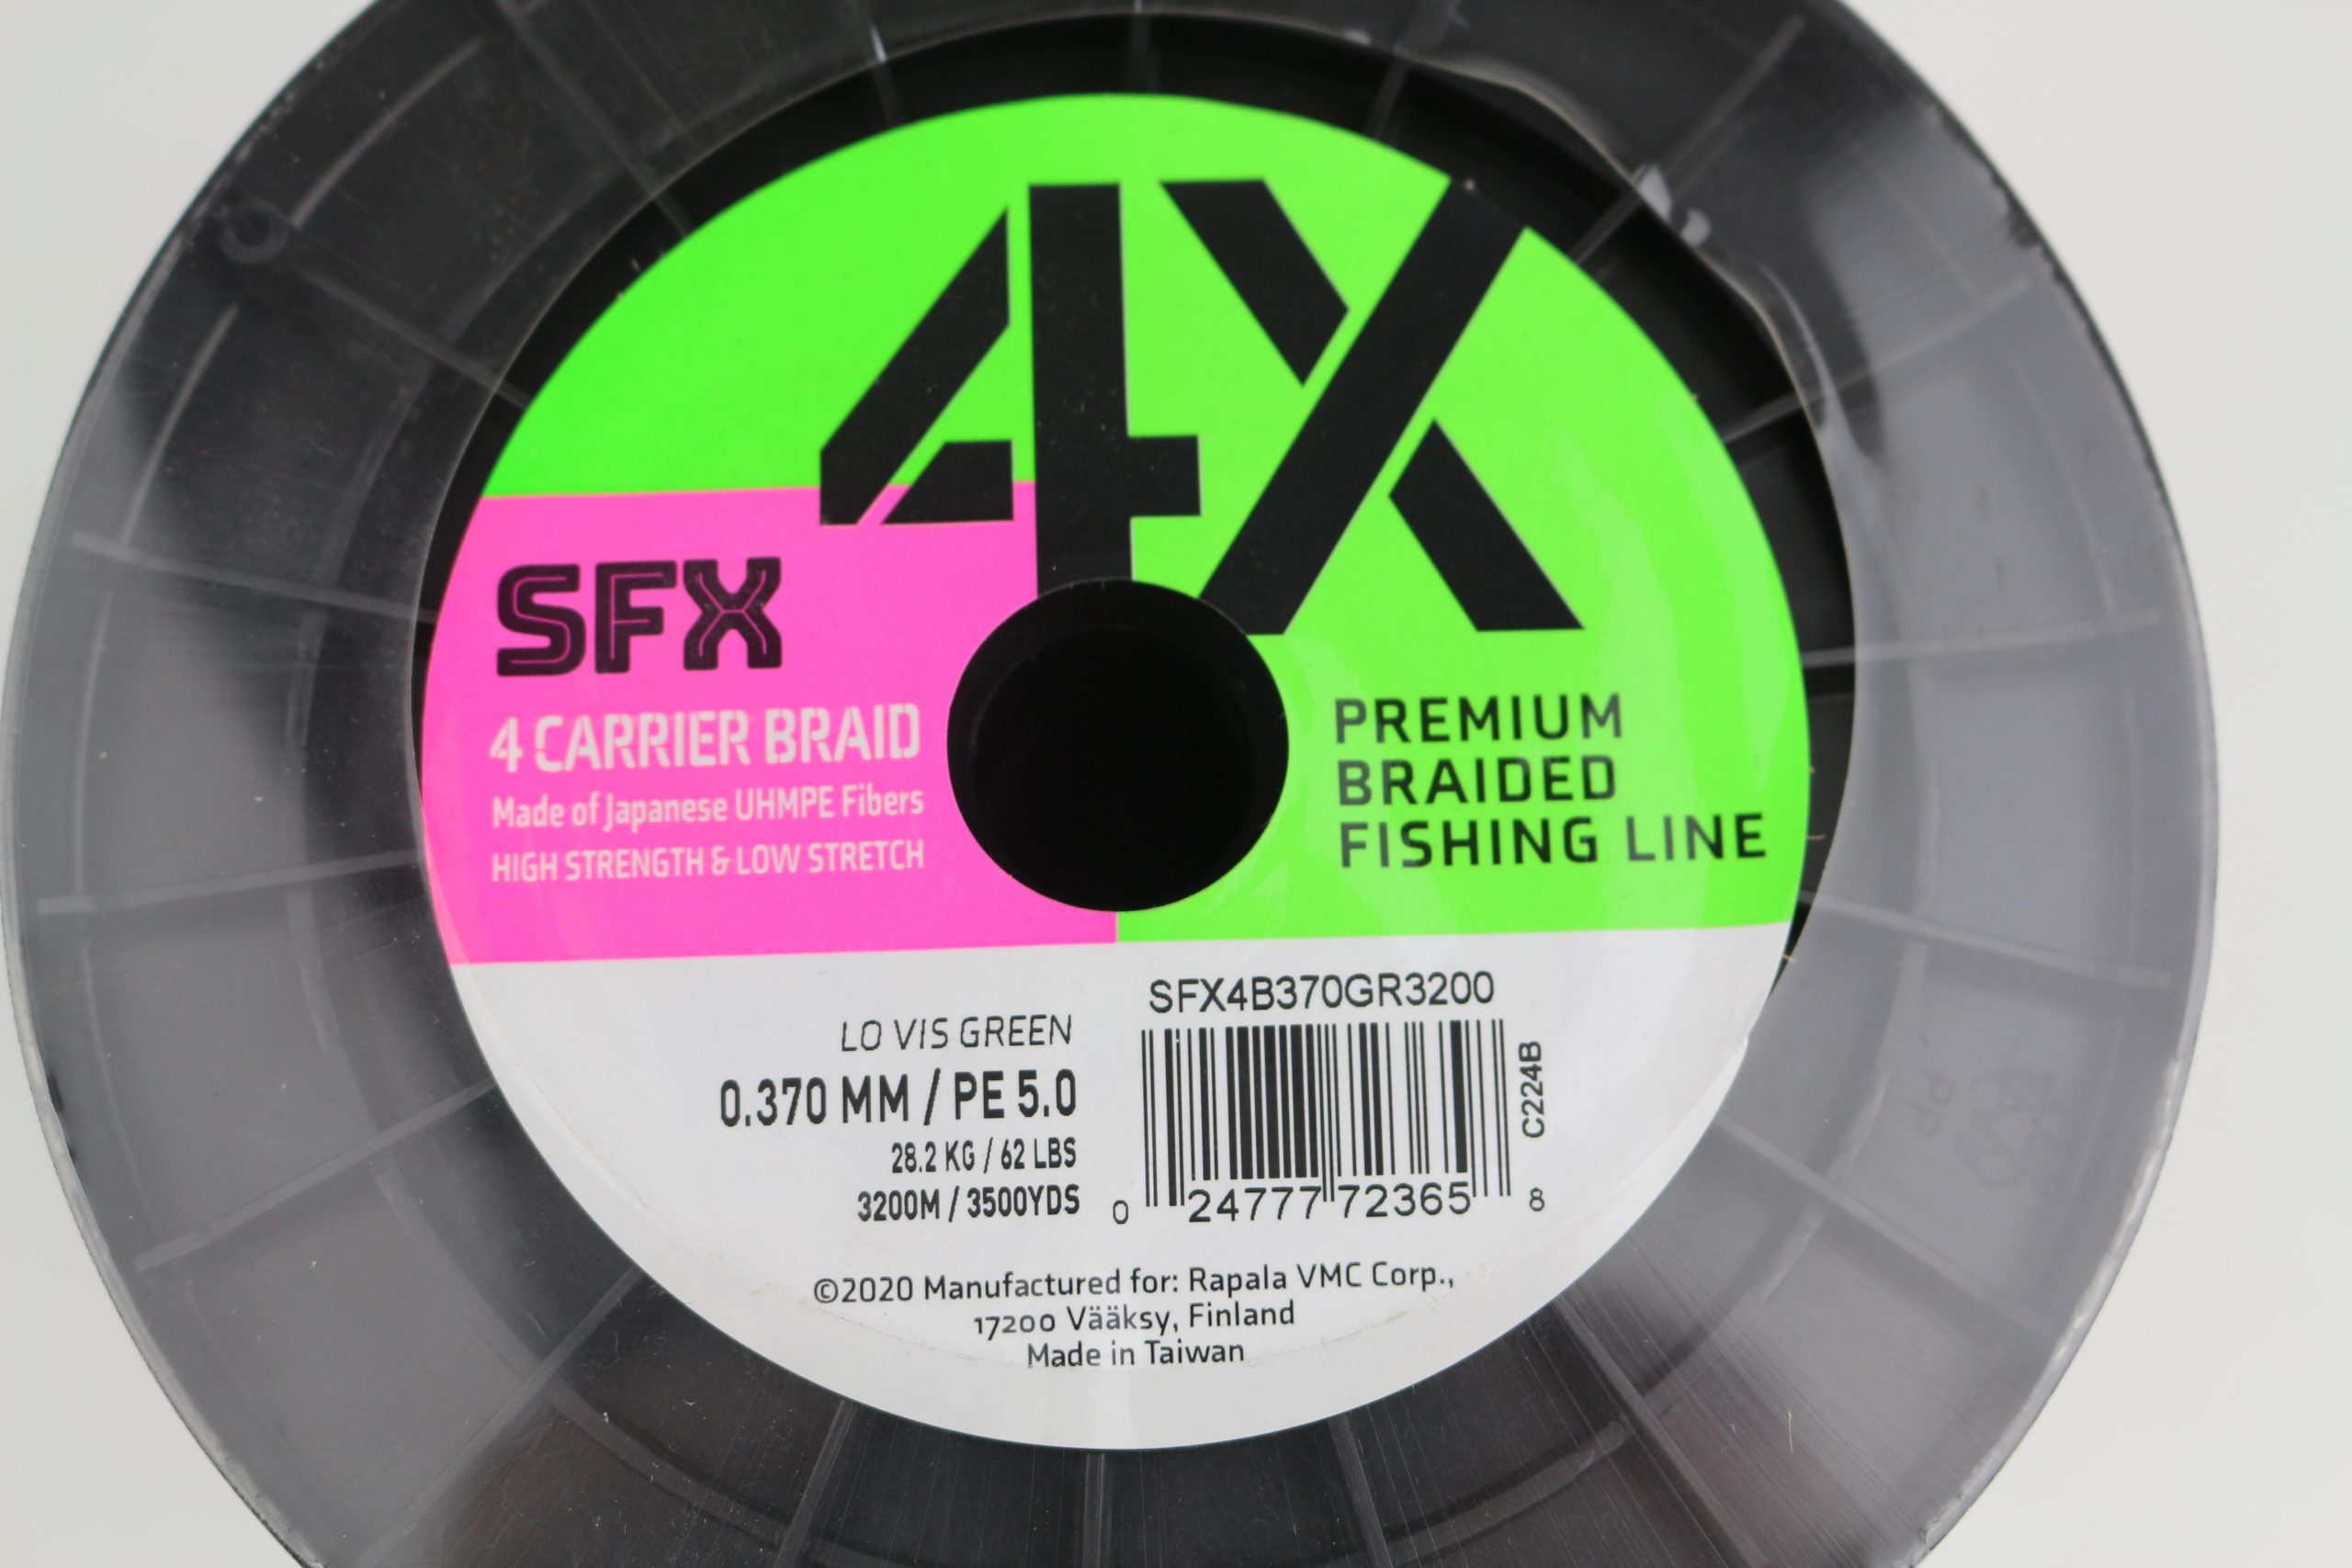 4X
SFX
4 CARRIER BRAID
Made of Japanese UHMPE Fibers
HIGH STRENGTH & LOW STRETCH
PREMIUM
BRAIDED
FISHING LINE
LO VIS GREEN
0.370 MM / PE 5.0
28.2 KG / 62 LBS
3200M / 3500YDS
SFX4B370GR3200
C224B
0 24777 72365 8
©2020 Manufactured for: Rapala VMC Corp.,
17200 Vääksy, Finland
Made in Taiwan
PP